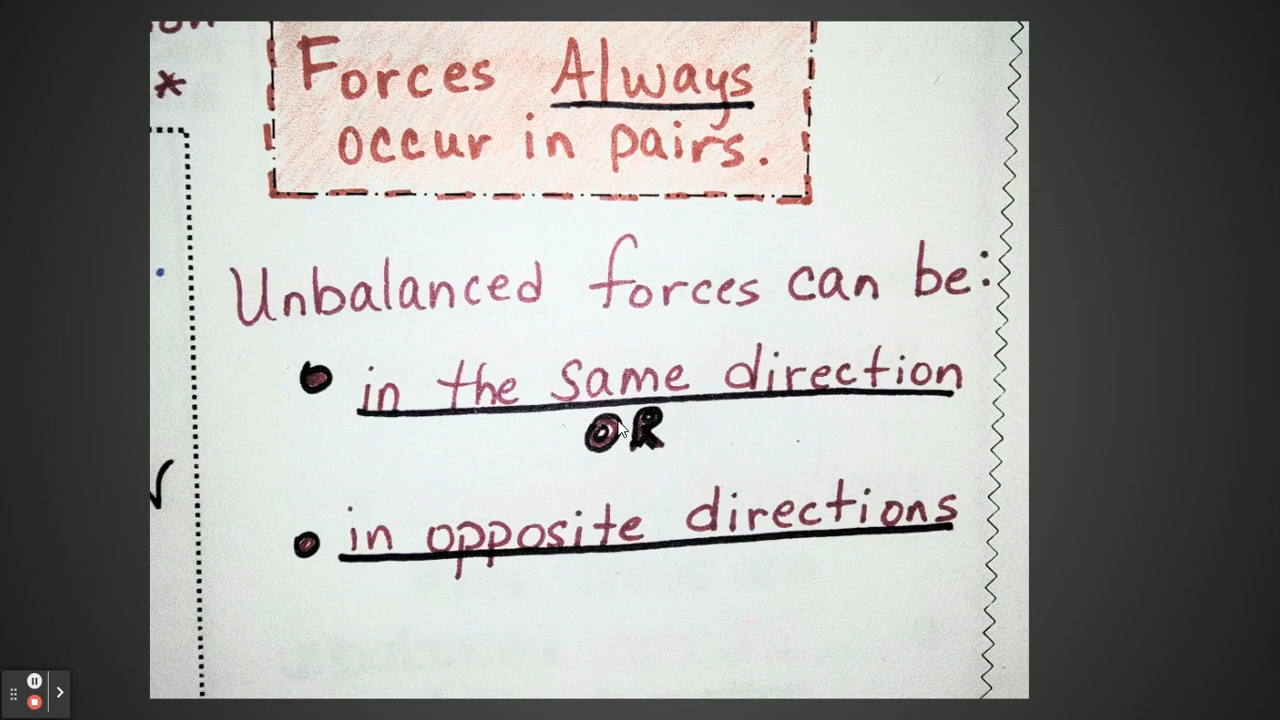 *
Forces Always
occur in pairs.
Unbalanced forces can be:
• in the same direction
OR
• in opposite directions